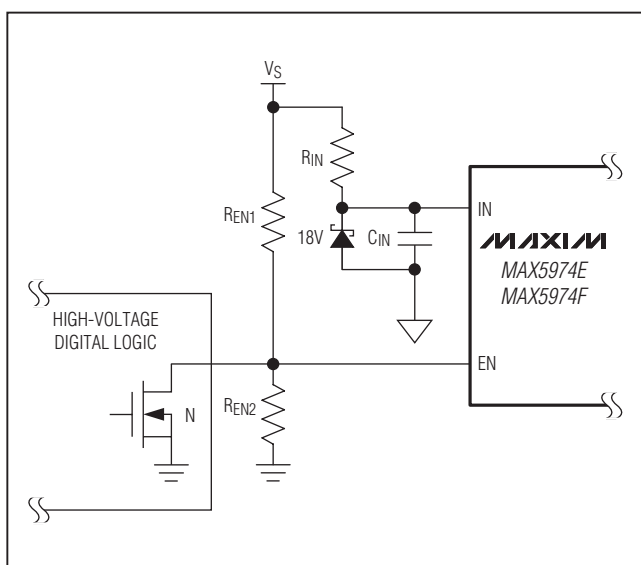 VS
RIN
REN1
18V
CIN
IN
MAXIM
MAX5974E
MAX5974F
HIGH-VOLTAGE
DIGITAL LOGIC
EN
N
REN2